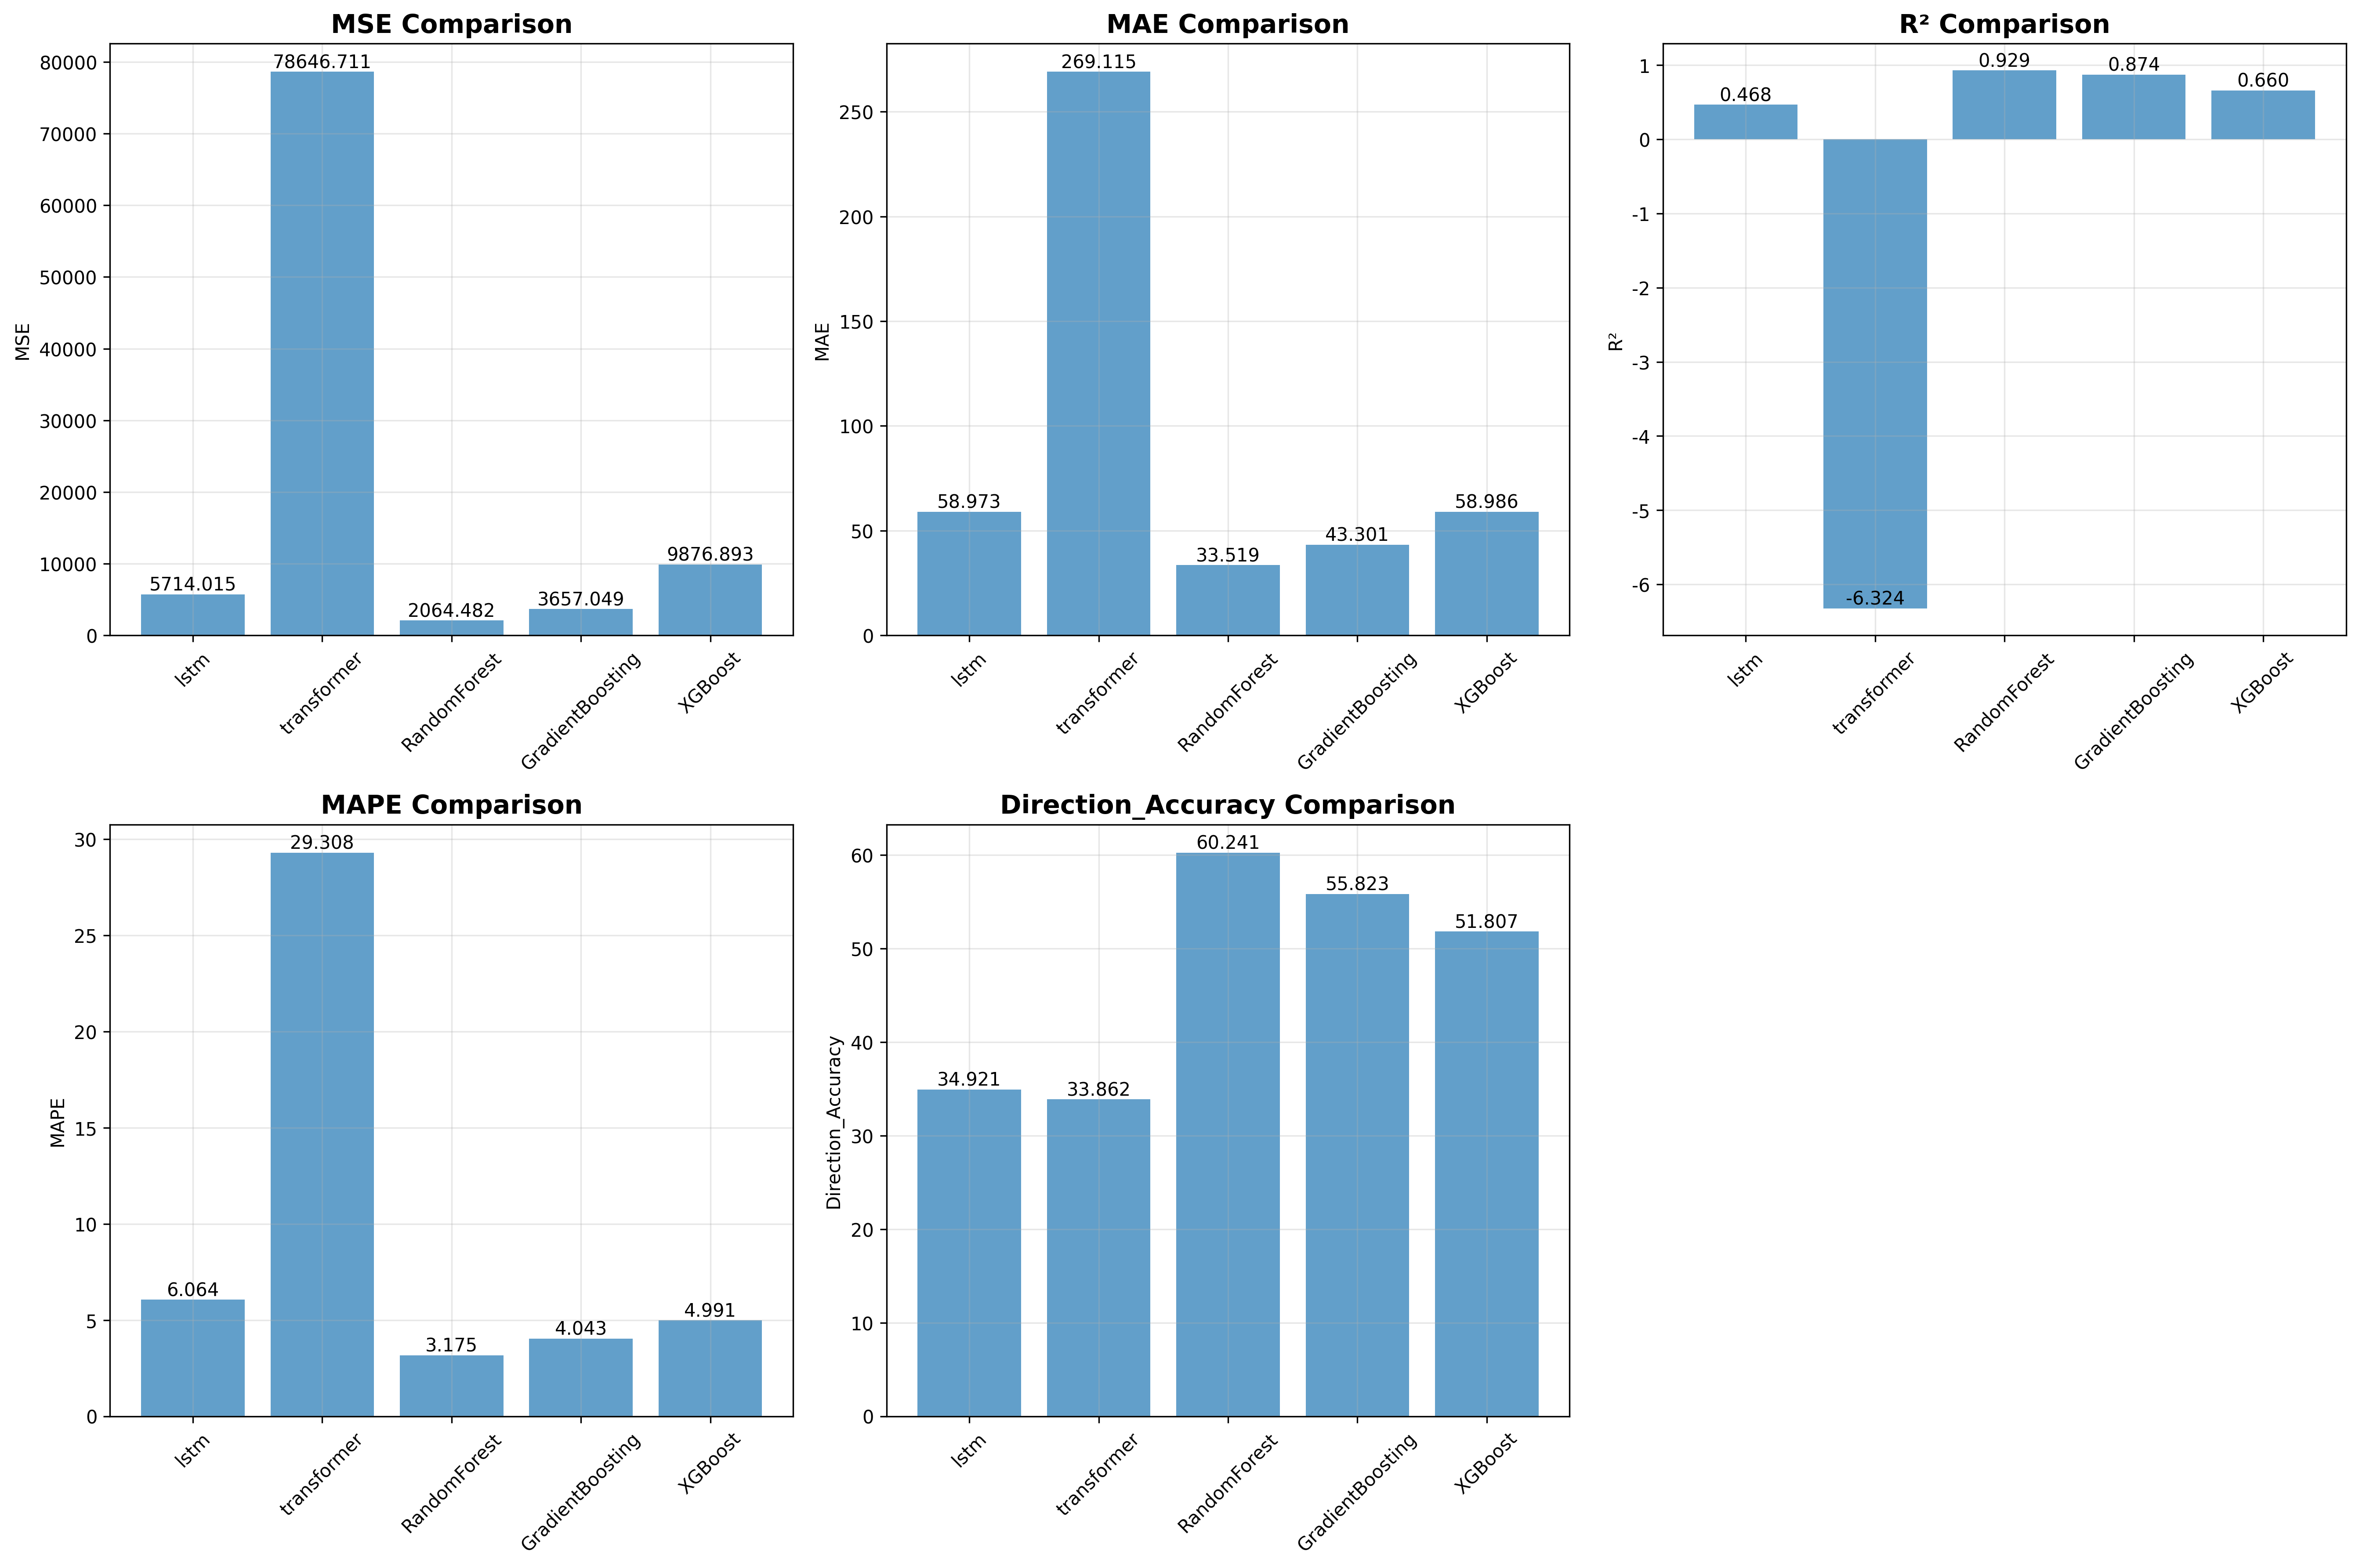 MSE Comparison
MSE
80000
70000
60000
50000
40000
30000
20000
10000
0
5714.015
78646.711
2064.482
3657.049
9876.893
lstm
transformer
RandomForest
GradientBoosting
XGBoost
MAE Comparison
MAE
250
200
150
100
50
0
58.973
269.115
33.519
43.301
58.986
lstm
transformer
RandomForest
GradientBoosting
XGBoost
R² Comparison
R²
1
0
-1
-2
-3
-4
-5
-6
0.468
-6.324
0.929
0.874
0.660
lstm
transformer
RandomForest
GradientBoosting
XGBoost
MAPE Comparison
MAPE
30
25
20
15
10
5
0
6.064
29.308
3.175
4.043
4.991
lstm
transformer
RandomForest
GradientBoosting
XGBoost
Direction_Accuracy Comparison
Direction_Accuracy
60
50
40
30
20
10
0
34.921
33.862
60.241
55.823
51.807
lstm
transformer
RandomForest
GradientBoosting
XGBoost